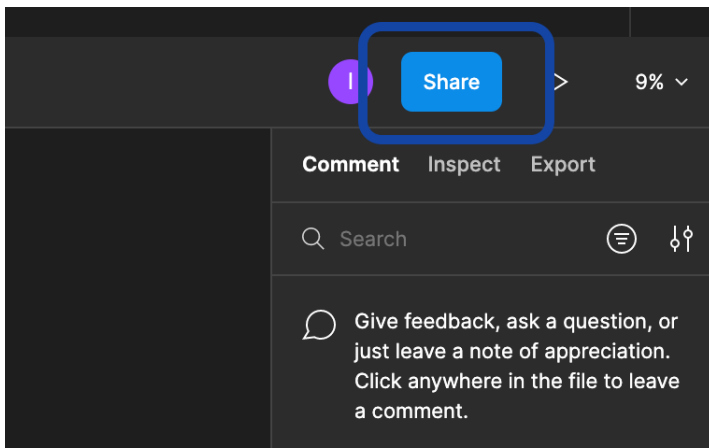 I
Share
9%
Comment Inspect Export
Search
Give feedback, ask a question, or
just leave a note of appreciation.
Click anywhere in the file to leave
a comment.